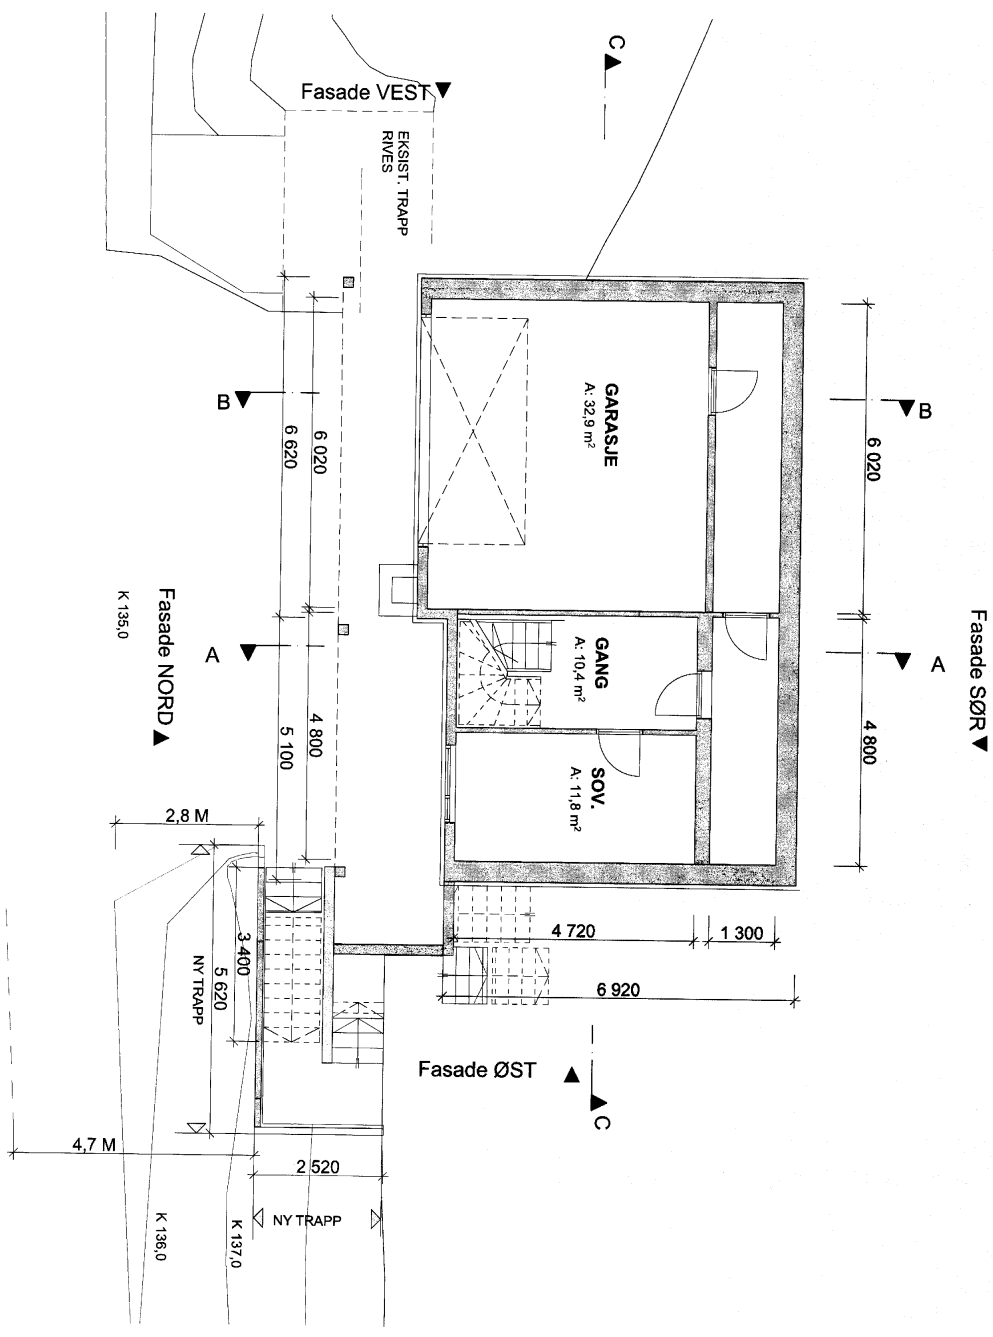 C
Fasade VEST
EKSIST. TRAPP
RIVES
B
B
6 620
6 020
GARASJE
A: 32,9 m²
6 020
K 135,0
Fasade NORD
A
A
Fasade SØR
GANG
A: 10,4 m²
5 100
4 800
4 800
SOV.
A: 11,8 m²
2,8 M
3 400
5 620
NY TRAPP
4 720
1 300
6 920
Fasade ØST
C
4,7 M
2 520
NY TRAPP
K 136,0
K 137,0